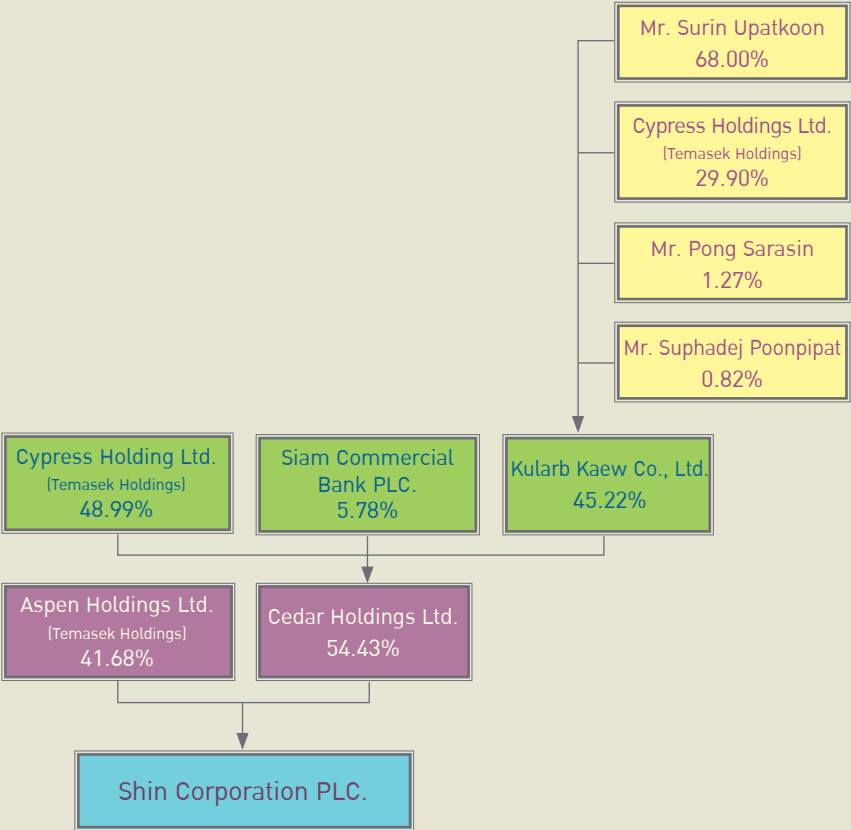 Mr. Surin Upatkoon
68.00%
Cypress Holdings Ltd.
(Temasek Holdings)
29.90%
Mr. Pong Sarasin
1.27%
Mr. Suphadej Poonpipat
0.82%
Cypress Holding Ltd.
(Temasek Holdings)
48.99%
Siam Commercial
Bank PLC.
5.78%
Kularb Kaew Co., Ltd.
45.22%
Aspen Holdings Ltd.
(Temasek Holdings)
41.68%
Cedar Holdings Ltd.
54.43%
Shin Corporation PLC.